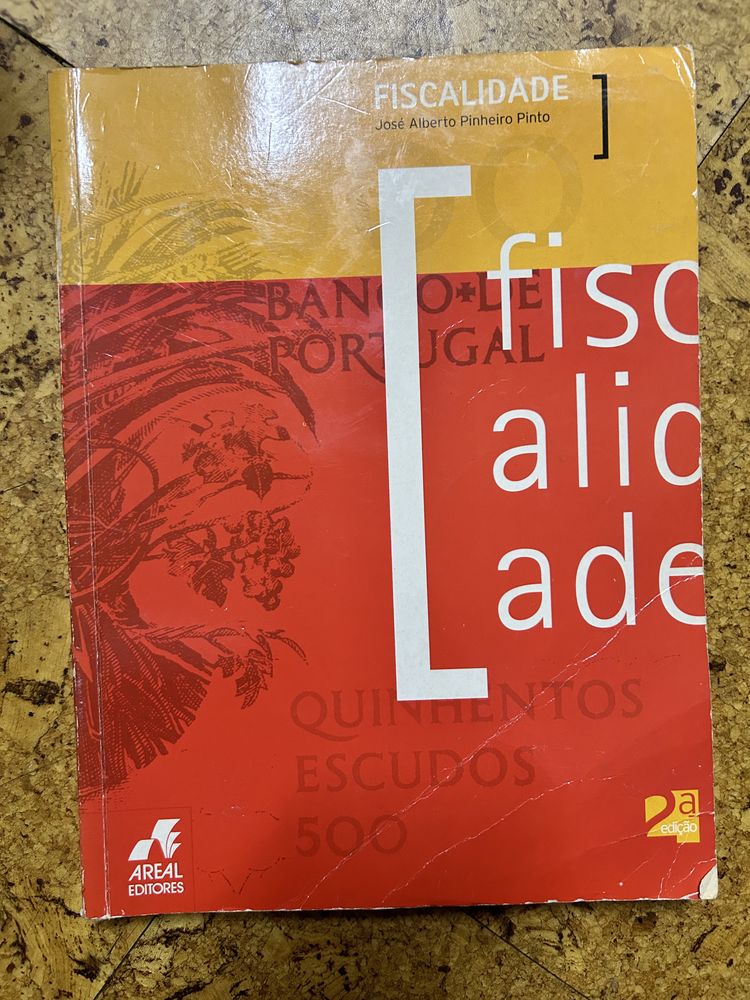 FISCALIDADE
José Alberto Pinheiro Pinto
fisc
alid
ade
BANCO DE
PORTUGAL
QUINHENTOS
ESCUDOS
500
2ª
edição
AREAL
EDITORES